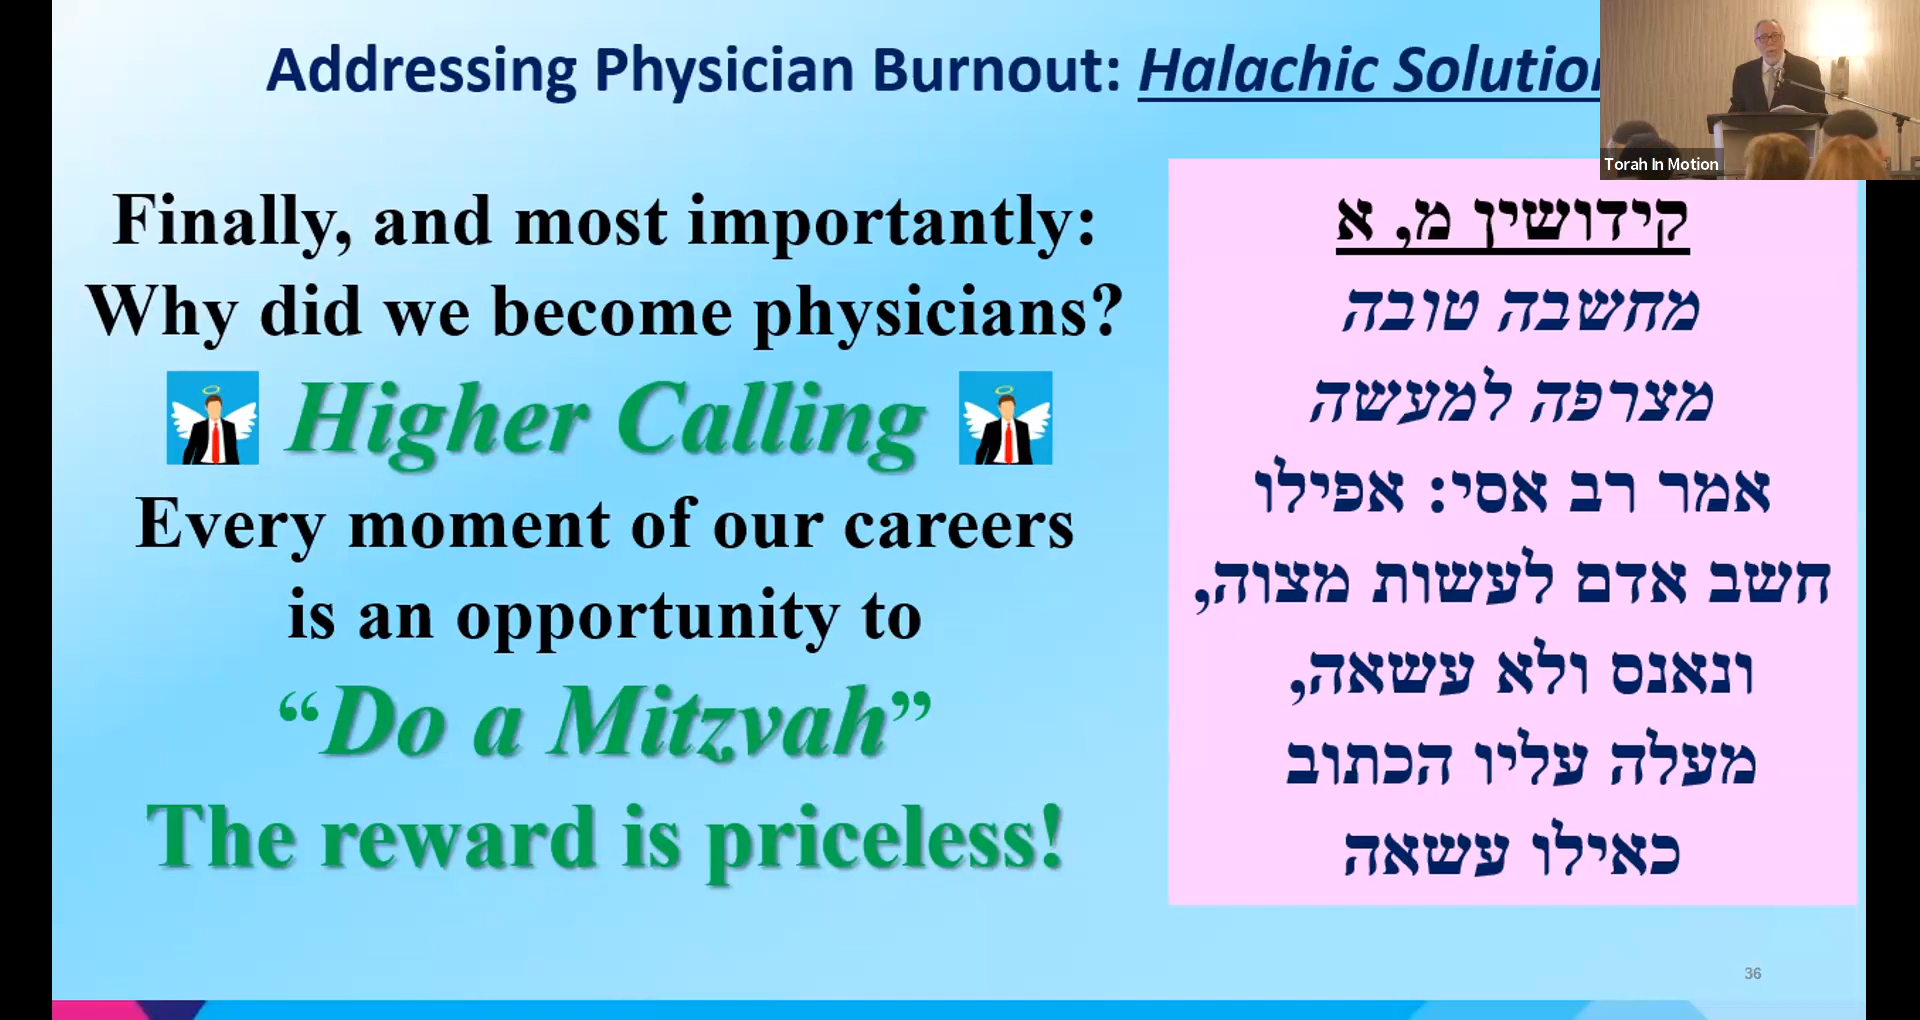 Addressing Physician Burnout: Halachic Solution
Torah In Motion
Finally, and most importantly:
Why did we become physicians?
Higher Calling
Every moment of our careers
is an opportunity to
“Do a Mitzvah”
The reward is priceless!
קידושין מ, א
מחשבה טובה
מצרפה למעשה
אמר רב אסי: אפילו
חשב אדם לעשות מצוה,
ונאנס ולא עשאה,
מעלה עליו הכתוב
כאילו עשאה
36